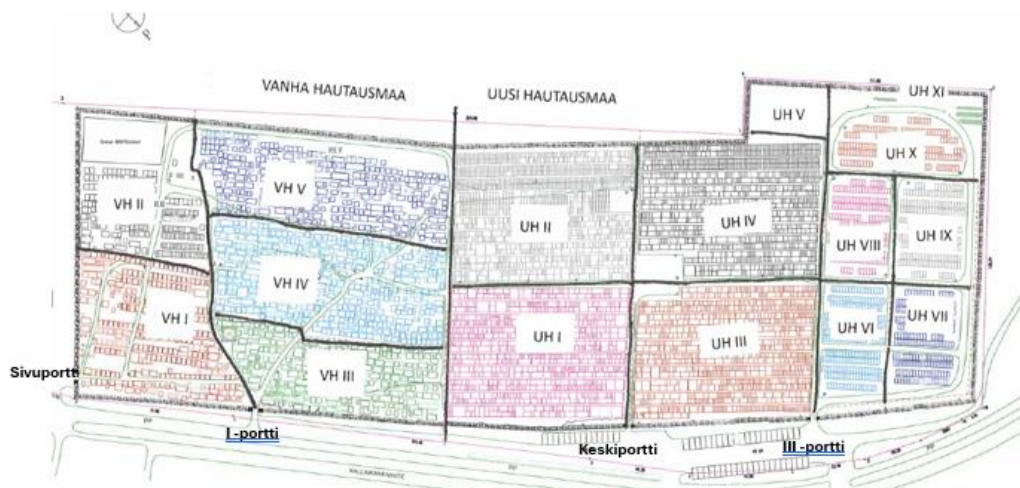 P
VANHA HAUTAUSMAA
UUSI HAUTAUSMAA
UH XI
UH V
UH X
VH V
VH II
UH II
UH IV
UH VIII
UH IX
VH IV
VH I
UH I
UH III
UH VI
UH VII
VH III
Sivuportti
I -portti
Keskiportti
III -portti